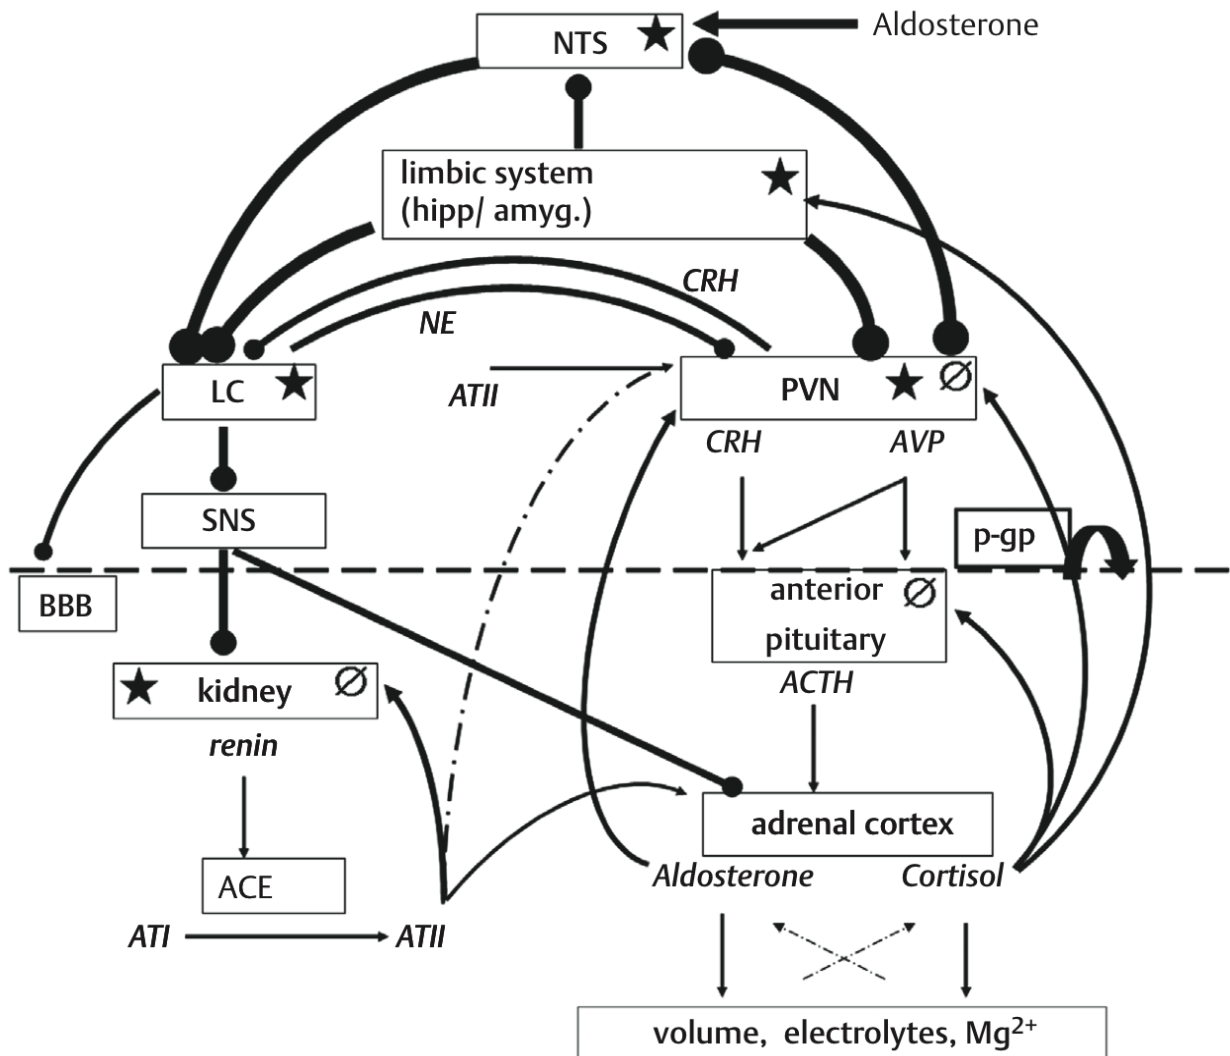 NTS
Aldosterone
limbic system
(hipp/ amyg.)
CRH
NE
LC
ATII
PVN
CRH
AVP
SNS
p-gp
BBB
anterior
pituitary
ACTH
kidney
renin
adrenal cortex
Aldosterone
Cortisol
ACE
ATI
ATII
volume, electrolytes, Mg²⁺